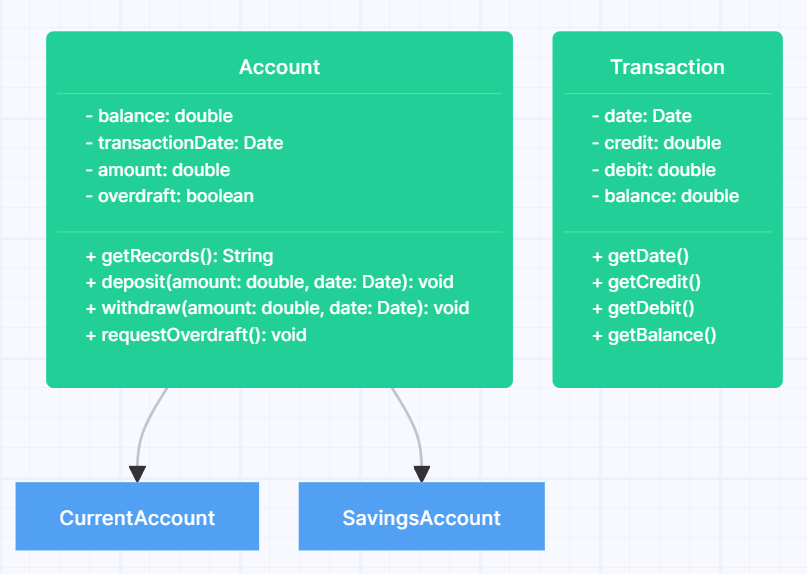 Account
- balance: double
- transactionDate: Date
- amount: double
- overdraft: boolean
+ getRecords(): String
+ deposit(amount: double, date: Date): void
+ withdraw(amount: double, date: Date): void
+ requestOverdraft(): void
Transaction
- date: Date
- credit: double
- debit: double
- balance: double
+ getDate()
+ getCredit()
+ getDebit()
+ getBalance()
CurrentAccount
SavingsAccount